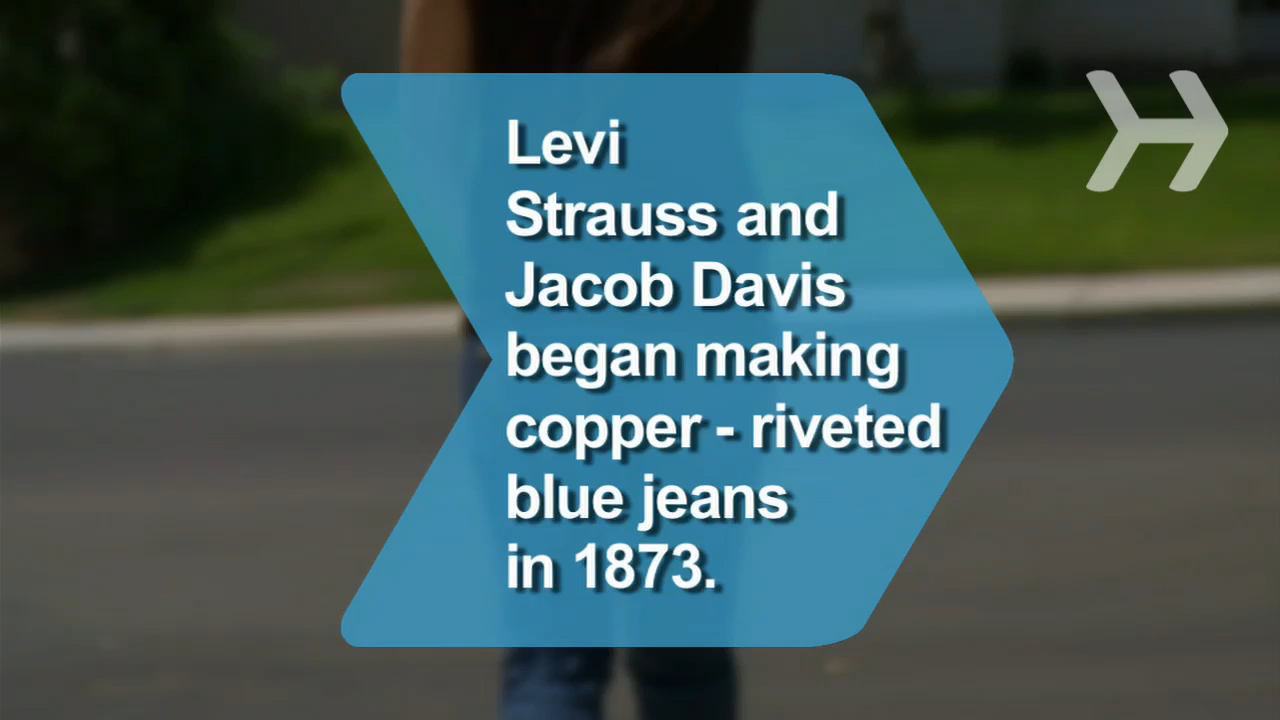 Levi
Strauss and
Jacob Davis
began making
copper - riveted
blue jeans
in 1873.